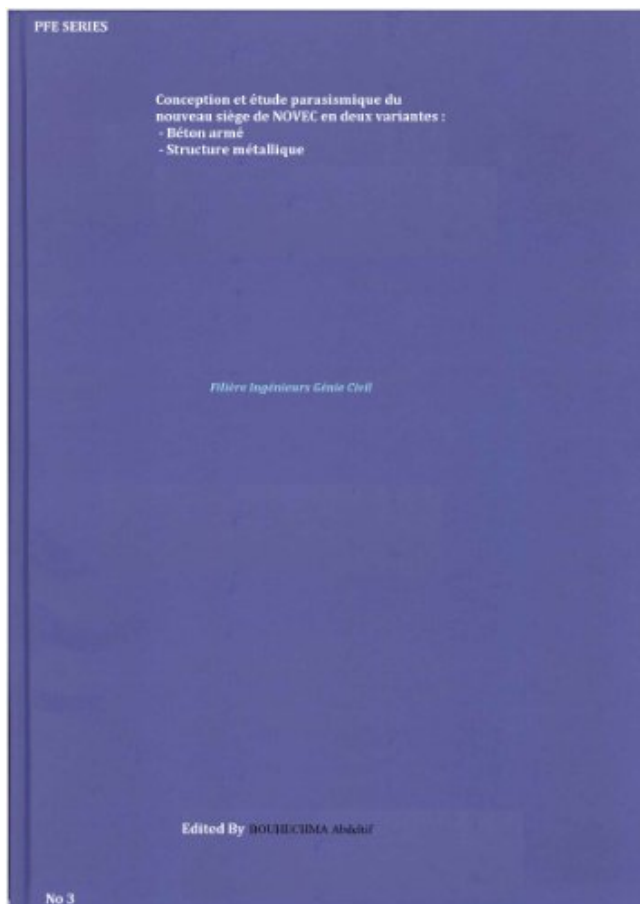 PFE SERIES
Conception et étude parasismique du
nouveau siège de NOVEC en deux variantes :
- Béton armé
- Structure métallique
Filière Ingénieurs Génie Civil
Edited By BOUHECHMA Abdeltif
No 3